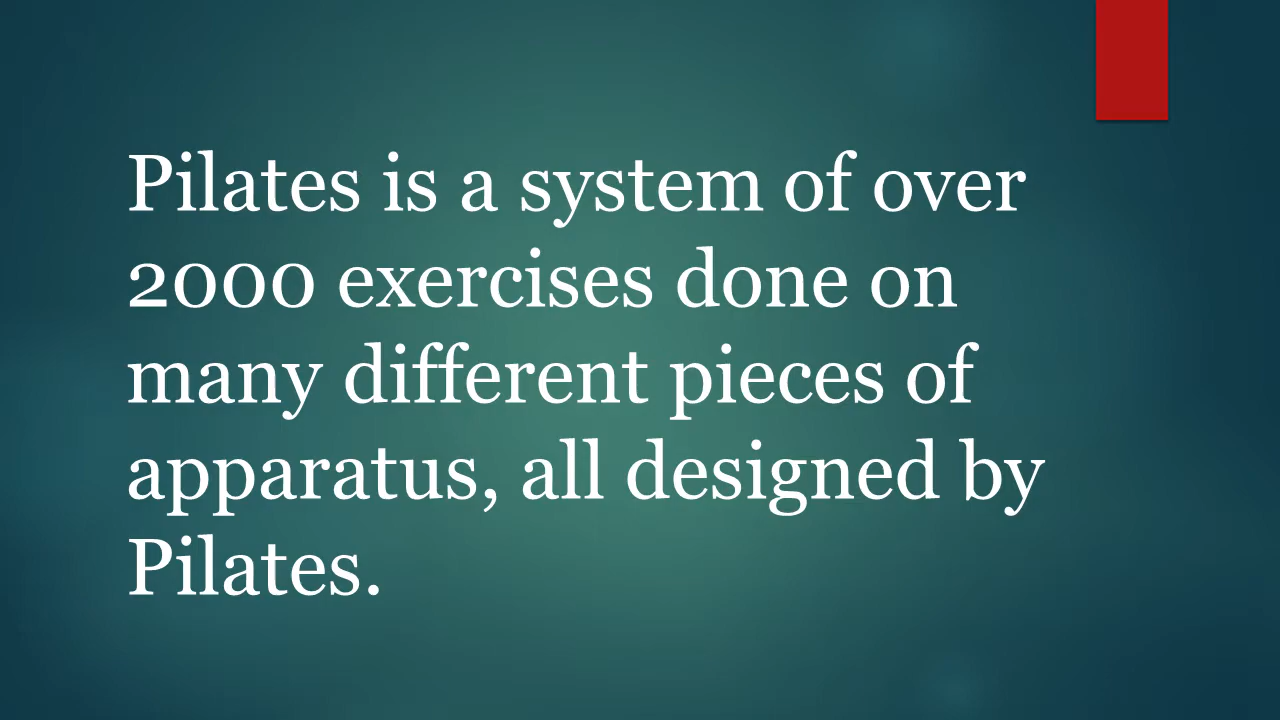 Pilates is a system of over
2000 exercises done on
many different pieces of
apparatus, all designed by
Pilates.